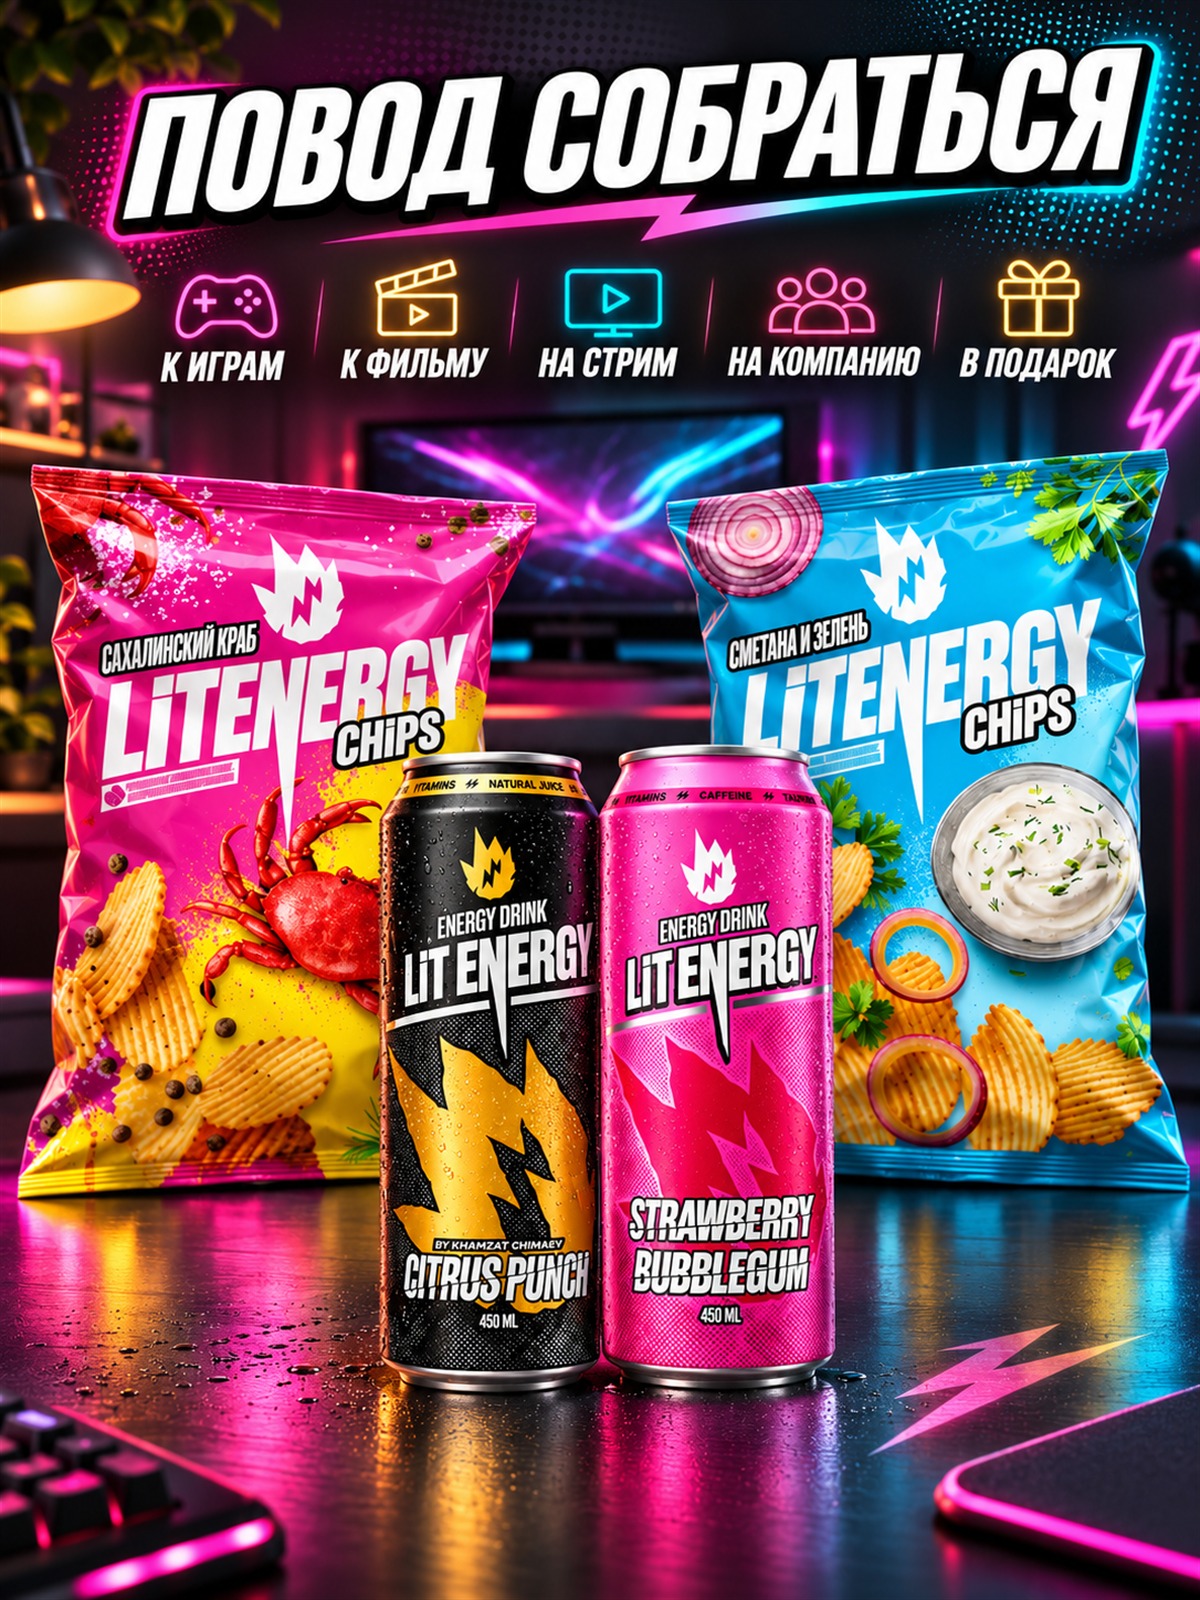 ПОВОД СОБРАТЬСЯ
К ИГРАМ
К ФИЛЬМУ
НА СТРИМ
НА КОМПАНИЮ
В ПОДАРОК
САХАЛИНСКИЙ КРАБ
LiTENERGY
CHiPS
СМЕТАНА И ЗЕЛЕНЬ
LiTENERGY
CHiPS
VITAMINS NATURAL JUICE
ENERGY DRINK
LiT ENERGY
BY KHAMZAT CHIMAEV
CITRUS PUNCH
450 ML
VITAMINS CAFFEINE
ENERGY DRINK
LiT ENERGY
STRAWBERRY
BUBBLEGUM
450 ML